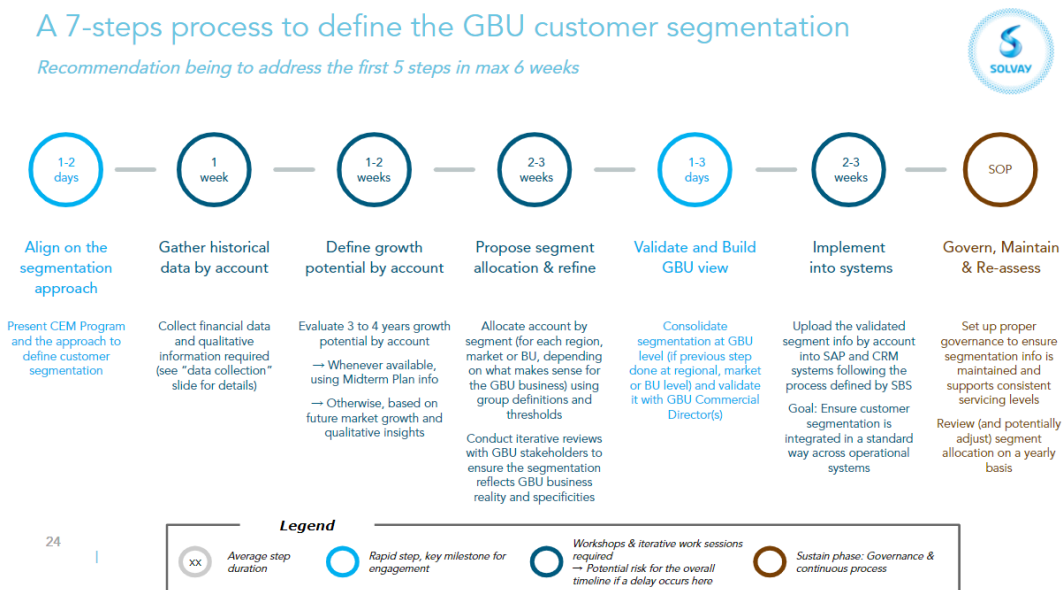 A 7-steps process to define the GBU customer segmentation
Recommendation being to address the first 5 steps in max 6 weeks
SOLVAY
1-2
days
1
week
1-2
weeks
2-3
weeks
1-3
days
2-3
weeks
SOP
Align on the
segmentation
approach
Gather historical
data by account
Define growth
potential by account
Propose segment
allocation & refine
Validate and Build
GBU view
Implement
into systems
Govern, Maintain
& Re-assess
Present CEM Program
and the approach to
define customer
segmentation
Collect financial data
and qualitative
information required
(see "data collection"
slide for details)
Evaluate 3 to 4 years growth
potential by account
→ Whenever available,
using Midterm Plan info
→ Otherwise, based on
future market growth and
qualitative insights
Allocate account by
segment (for each region,
market or BU, depending
on what makes sense for
the GBU business) using
group definitions and
thresholds
Conduct iterative reviews
with GBU stakeholders to
ensure the segmentation
reflects GBU business
reality and specificities
Consolidate
segmentation at GBU
level (if previous step
done at regional, market
or BU level) and validate
it with GBU Commercial
Director(s)
Upload the validated
segment info by account
into SAP and CRM
systems following the
process defined by SBS
Goal: Ensure customer
segmentation is
integrated in a standard
way across operational
systems
Set up proper
governance to ensure
segmentation info is
maintained and
supports consistent
servicing levels
Review (and potentially
adjust) segment
allocation on a yearly
basis
24
Legend
xx
Average step
duration
Rapid step, key milestone for
engagement
Workshops & iterative work sessions
required
→ Potential risk for the overall
timeline if a delay occurs here
Sustain phase: Governance &
continuous process